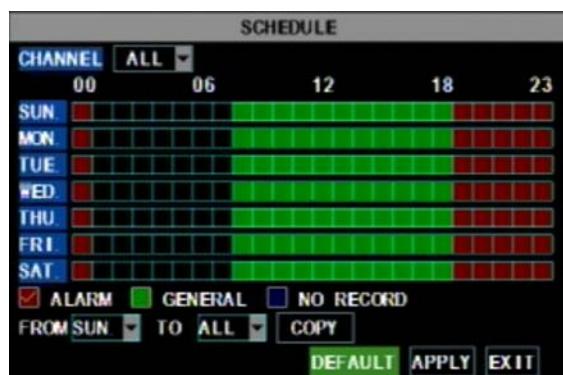 SCHEDULE
CHANNEL ALL
00 06 12 18 23
SUN.
MON.
TUE.
WED.
THU.
FRI.
SAT.
ALARM GENERAL NO RECORD
FROM SUN. TO ALL COPY
DEFAULT APPLY EXIT